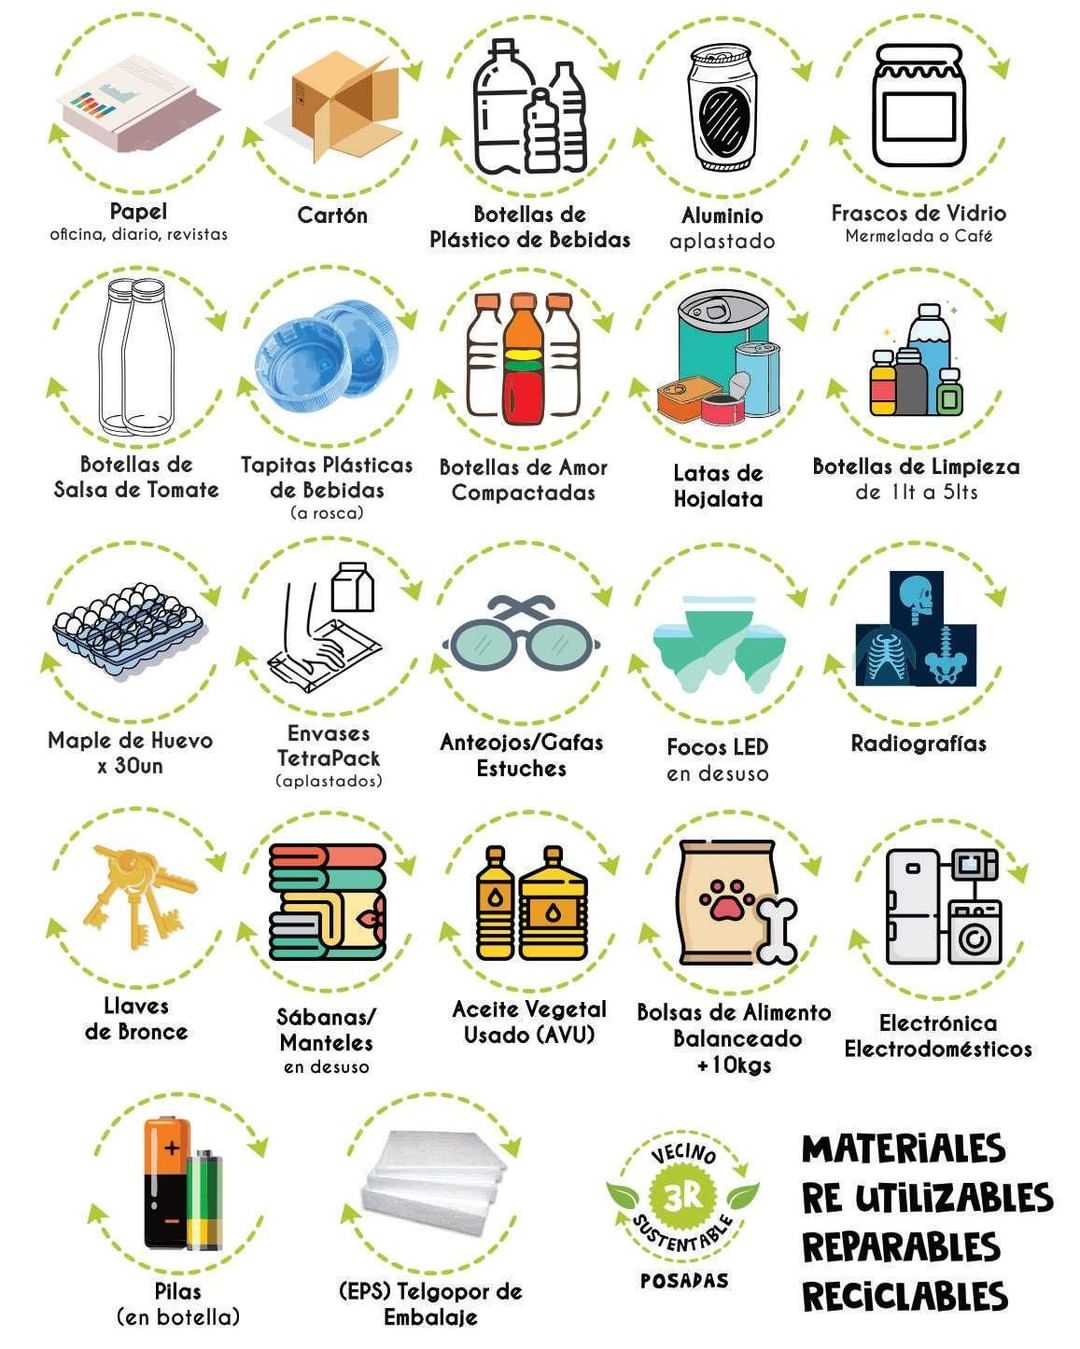 Papel
oficina, diario, revistas
Cartón
Botellas de
Plástico de Bebidas
Aluminio
aplastado
Frascos de Vidrio
Mermelada o Café
Botellas de
Salsa de Tomate
Tapitas Plásticas
de Bebidas
(a rosca)
Botellas de Amor
Compactadas
Latas de
Hojalata
Botellas de Limpieza
de 1lt a 5lts
Maple de Huevo
x 30un
Envases
TetraPack
(aplastados)
Anteojos/Gafas
Estuches
Focos LED
en desuso
Radiografías
Llaves
de Bronce
Sábanas/
Manteles
en desuso
Aceite Vegetal
Usado (AVU)
Bolsas de Alimento
Balanceado
+10kgs
Electrónica
Electrodomésticos
Pilas
(en botella)
(EPS) Telgopor de
Embalaje
VECINO
3R
SUSTENTABLE
POSADAS
MATERiALES
RE UTiLiZABLES
REPARABLES
RECiCLABLES